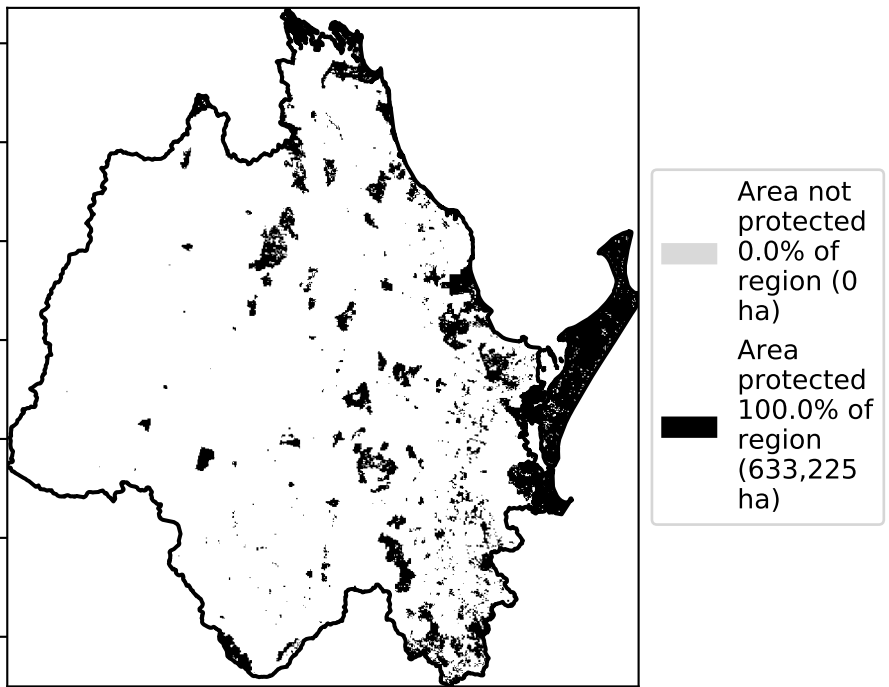 Area not
protected
0.0% of
region (0
ha)
Area
protected
100.0% of
region
(633,225
ha)